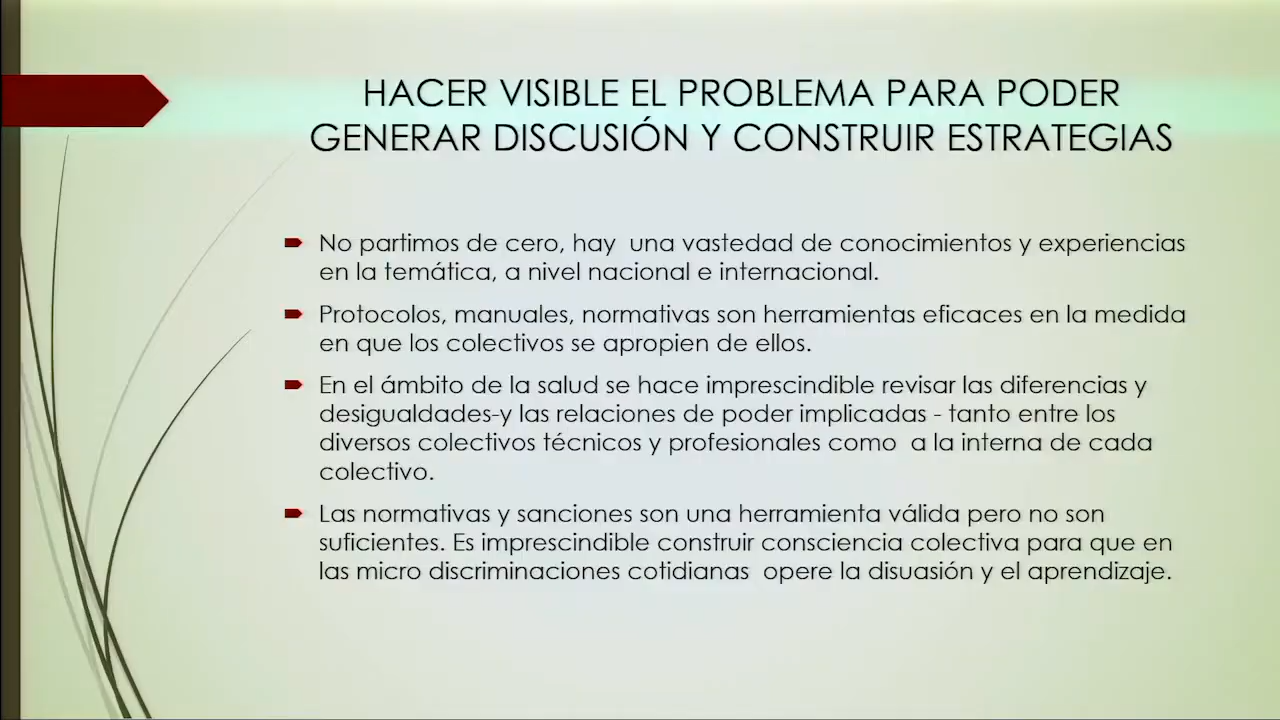 HACER VISIBLE EL PROBLEMA PARA PODER
GENERAR DISCUSIÓN Y CONSTRUIR ESTRATEGIAS
No partimos de cero, hay una vastedad de conocimientos y experiencias
en la temática, a nivel nacional e internacional.
Protocolos, manuales, normativas son herramientas eficaces en la medida
en que los colectivos se apropien de ellos.
En el ámbito de la salud se hace imprescindible revisar las diferencias y
desigualdades-y las relaciones de poder implicadas - tanto entre los
diversos colectivos técnicos y profesionales como a la interna de cada
colectivo.
Las normativas y sanciones son una herramienta válida pero no son
suficientes. Es imprescindible construir consciencia colectiva para que en
las micro discriminaciones cotidianas opere la disuasión y el aprendizaje.